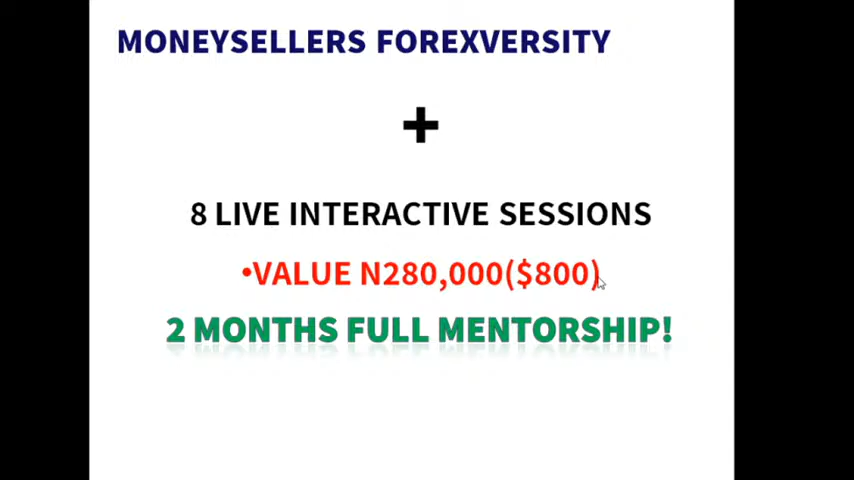 MONEYSELLERS FOREXVERSITY
+
8 LIVE INTERACTIVE SESSIONS
•VALUE N280,000($800)
2 MONTHS FULL MENTORSHIP!